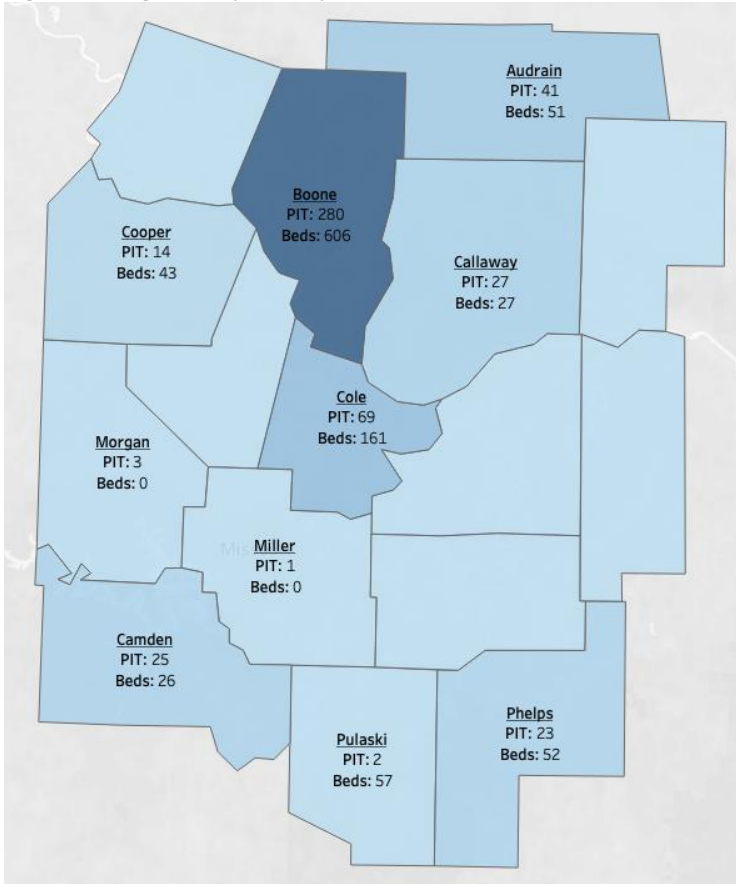 Audrain
PIT: 41
Beds: 51
Boone
PIT: 280
Beds: 606
Cooper
PIT: 14
Beds: 43
Callaway
PIT: 27
Beds: 27
Cole
PIT: 69
Beds: 161
Morgan
PIT: 3
Beds: 0
Miller
PIT: 1
Beds: 0
Camden
PIT: 25
Beds: 26
Phelps
PIT: 23
Beds: 52
Pulaski
PIT: 2
Beds: 57